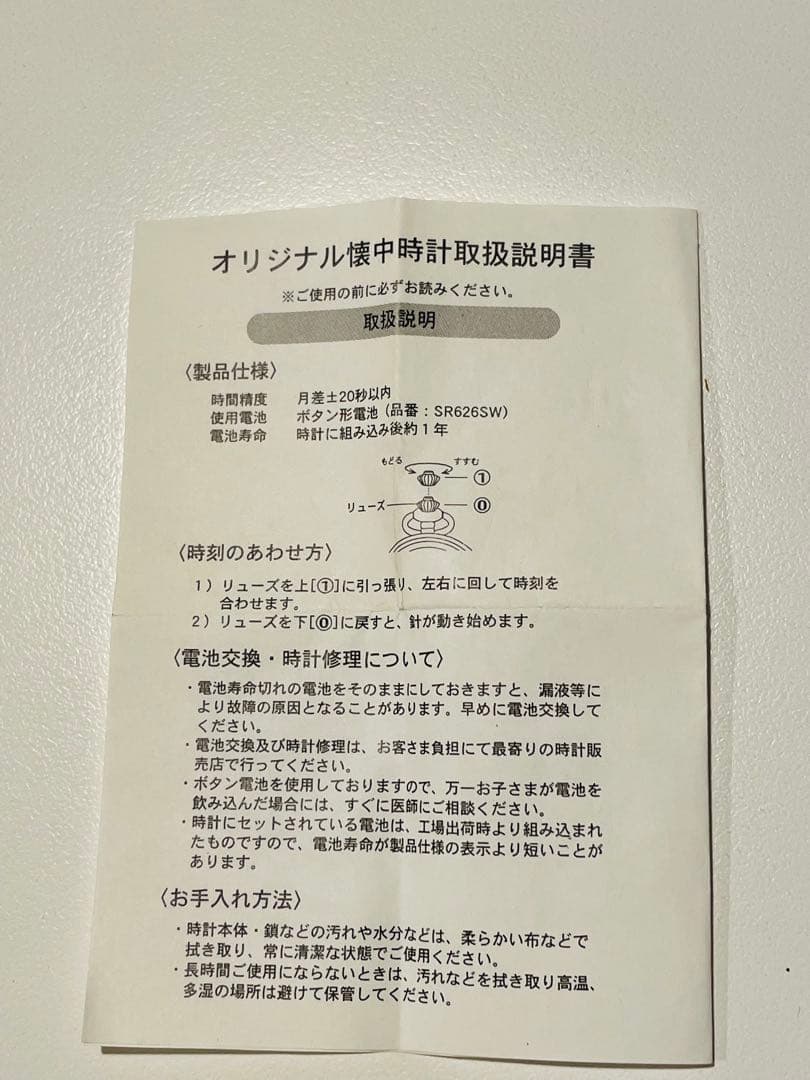 オリジナル懐中時計取扱説明書
※ご使用の前に必ずお読みください。
取扱説明
〈製品仕様〉
時間精度 月差±20秒以内
使用電池 ボタン形電池(品番：SR626SW)
電池寿命 時計に組み込み後約1年
もどる すすむ
①
リューズ ⓪
〈時刻のあわせ方〉
1）リューズを上[①]に引っ張り、左右に回して時刻を
合わせます。
2）リューズを下[⓪]に戻すと、針が動き始めます。
〈電池交換・時計修理について〉
・電池寿命切れの電池をそのままにしておきますと、漏液等に
より故障の原因となることがあります。早めに電池交換して
ください。
・電池交換及び時計修理は、お客さま負担にて最寄りの時計販
売店で行ってください。
・ボタン電池を使用しておりますので、万一お子さまが電池を
飲み込んだ場合には、すぐに医師にご相談ください。
・時計にセットされている電池は、工場出荷時より組み込まれ
たものですので、電池寿命が製品仕様の表示より短いことが
あります。
〈お手入れ方法〉
・時計本体・鎖などの汚れや水分などは、柔らかい布などで
拭き取り、常に清潔な状態でご使用ください。
・長時間ご使用にならないときは、汚れなどを拭き取り高温、
多湿の場所は避けて保管してください。